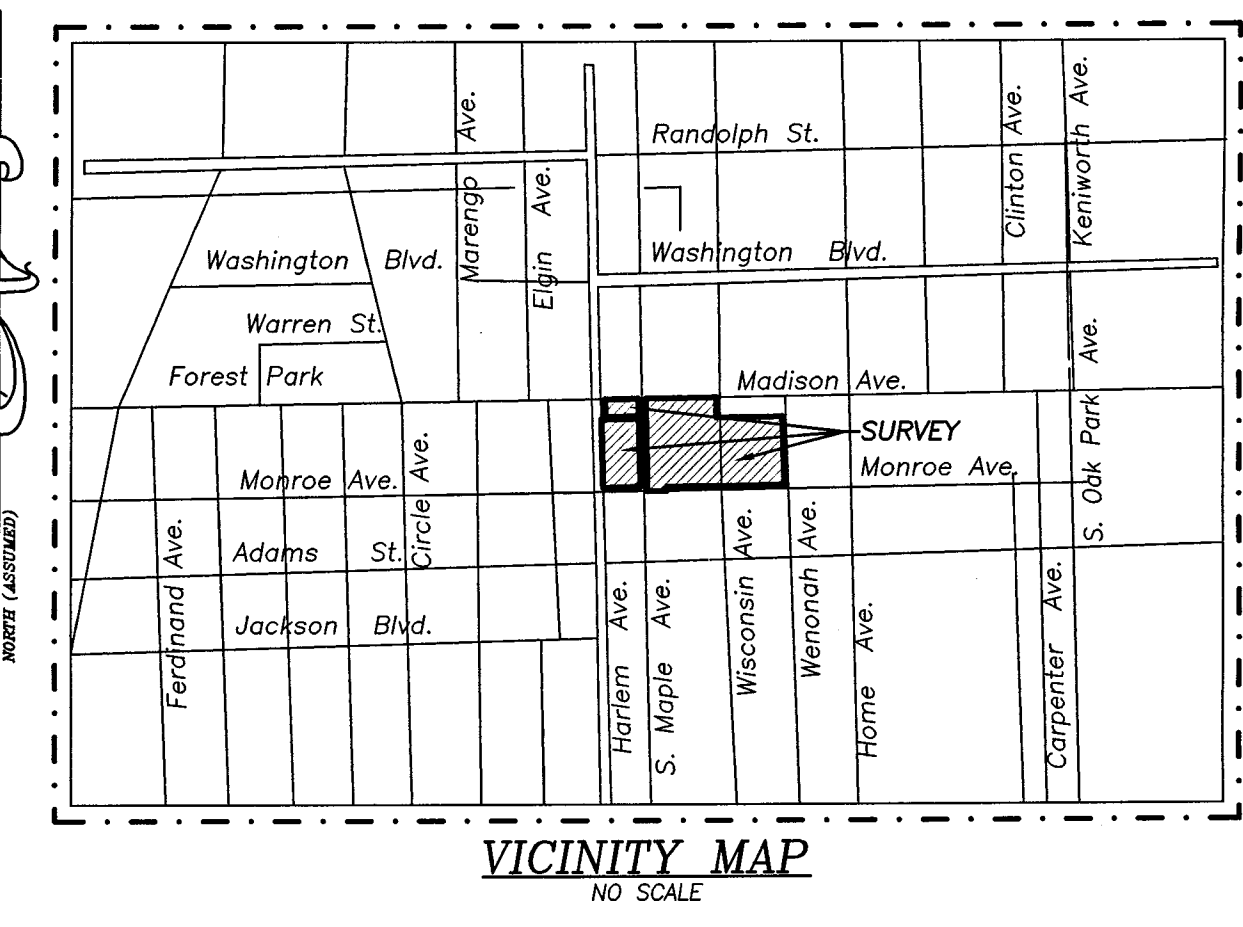 Randolph St.
Marengo Ave.
Elgin Ave.
Clinton Ave.
Keniworth Ave.
Washington Blvd.
Washington Blvd.
Warren St.
Forest Park
Madison Ave.
SURVEY
Monroe Ave.
Monroe Ave.
S. Oak Park Ave.
Circle Ave.
Adams St.
Ferdinand Ave.
Jackson Blvd.
Harlem Ave.
S. Maple Ave.
Wisconsin Ave.
Wenonah Ave.
Home Ave.
Carpenter Ave.
NORTH (ASSUMED)
VICINITY MAP
NO SCALE